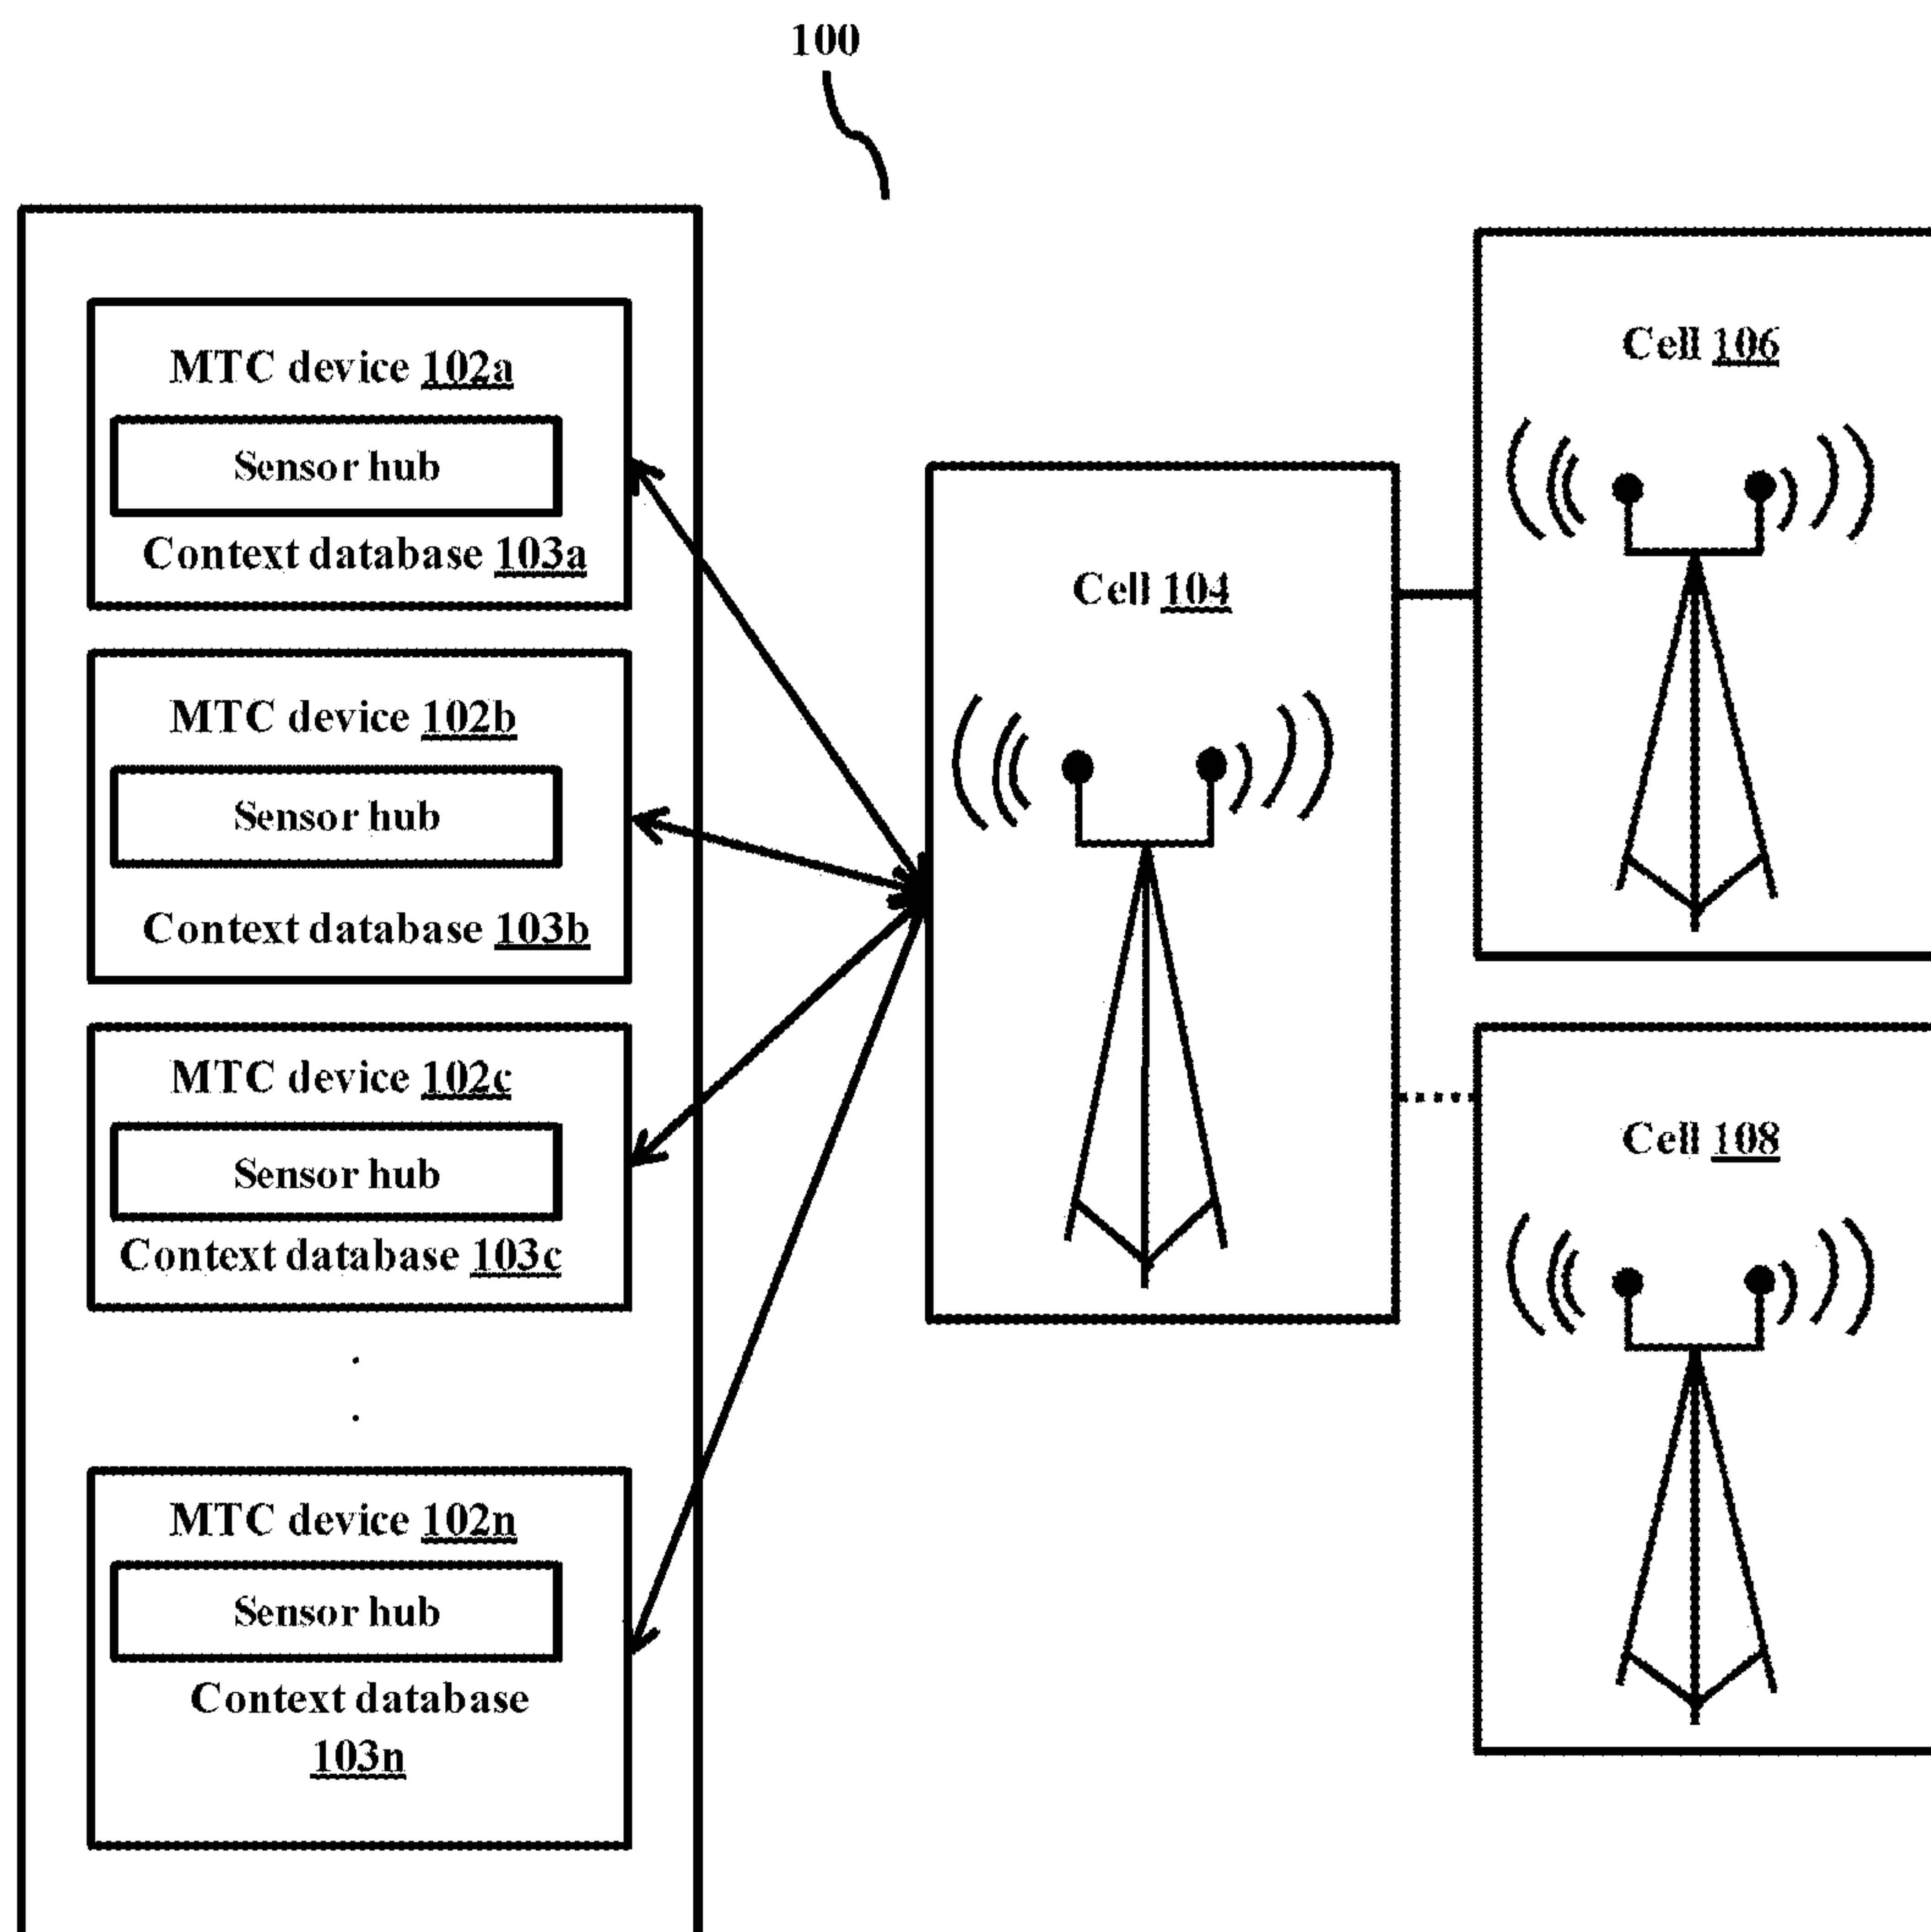 100
MTC device 102a
Sensor hub
Context database 103a
MTC device 102b
Sensor hub
Context database 103b
MTC device 102c
Sensor hub
Context database 103c
MTC device 102n
Sensor hub
Context database
103n
Cell 104
Cell 106
Cell 108